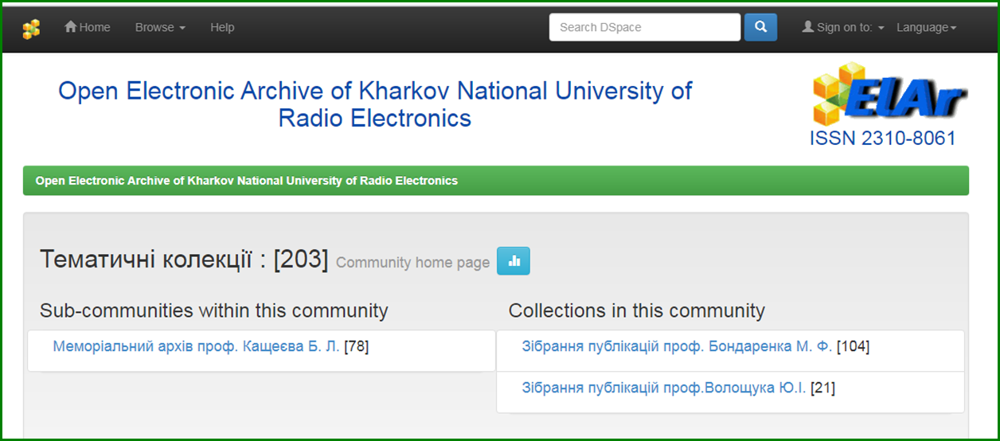 Home Browse Help Search DSpace Sign on to: Language
Open Electronic Archive of Kharkov National University of
Radio Electronics
ElAr
ISSN 2310-8061
Open Electronic Archive of Kharkov National University of Radio Electronics
Тематичні колекції : [203] Community home page
Sub-communities within this community
Меморіальний архів проф. Кащеєва Б. Л. [78]
Collections in this community
Зібрання публікацій проф. Бондаренка М. Ф. [104]
Зібрання публікацій проф.Волощука Ю.І. [21]